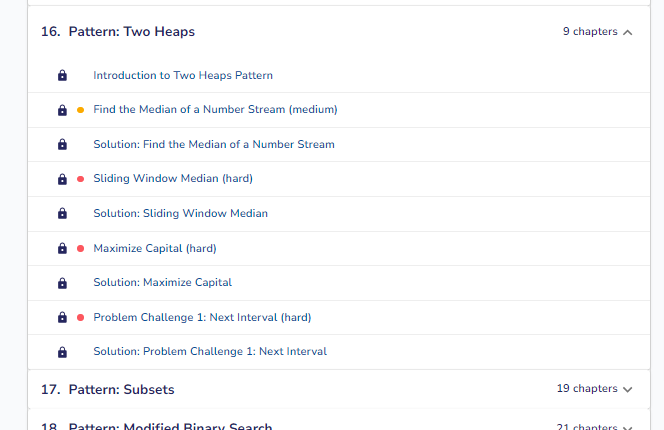 16. Pattern: Two Heaps 9 chapters
Introduction to Two Heaps Pattern
Find the Median of a Number Stream (medium)
Solution: Find the Median of a Number Stream
Sliding Window Median (hard)
Solution: Sliding Window Median
Maximize Capital (hard)
Solution: Maximize Capital
Problem Challenge 1: Next Interval (hard)
Solution: Problem Challenge 1: Next Interval
17. Pattern: Subsets 19 chapters
18. Pattern: Modified Binary Search 21 chapters